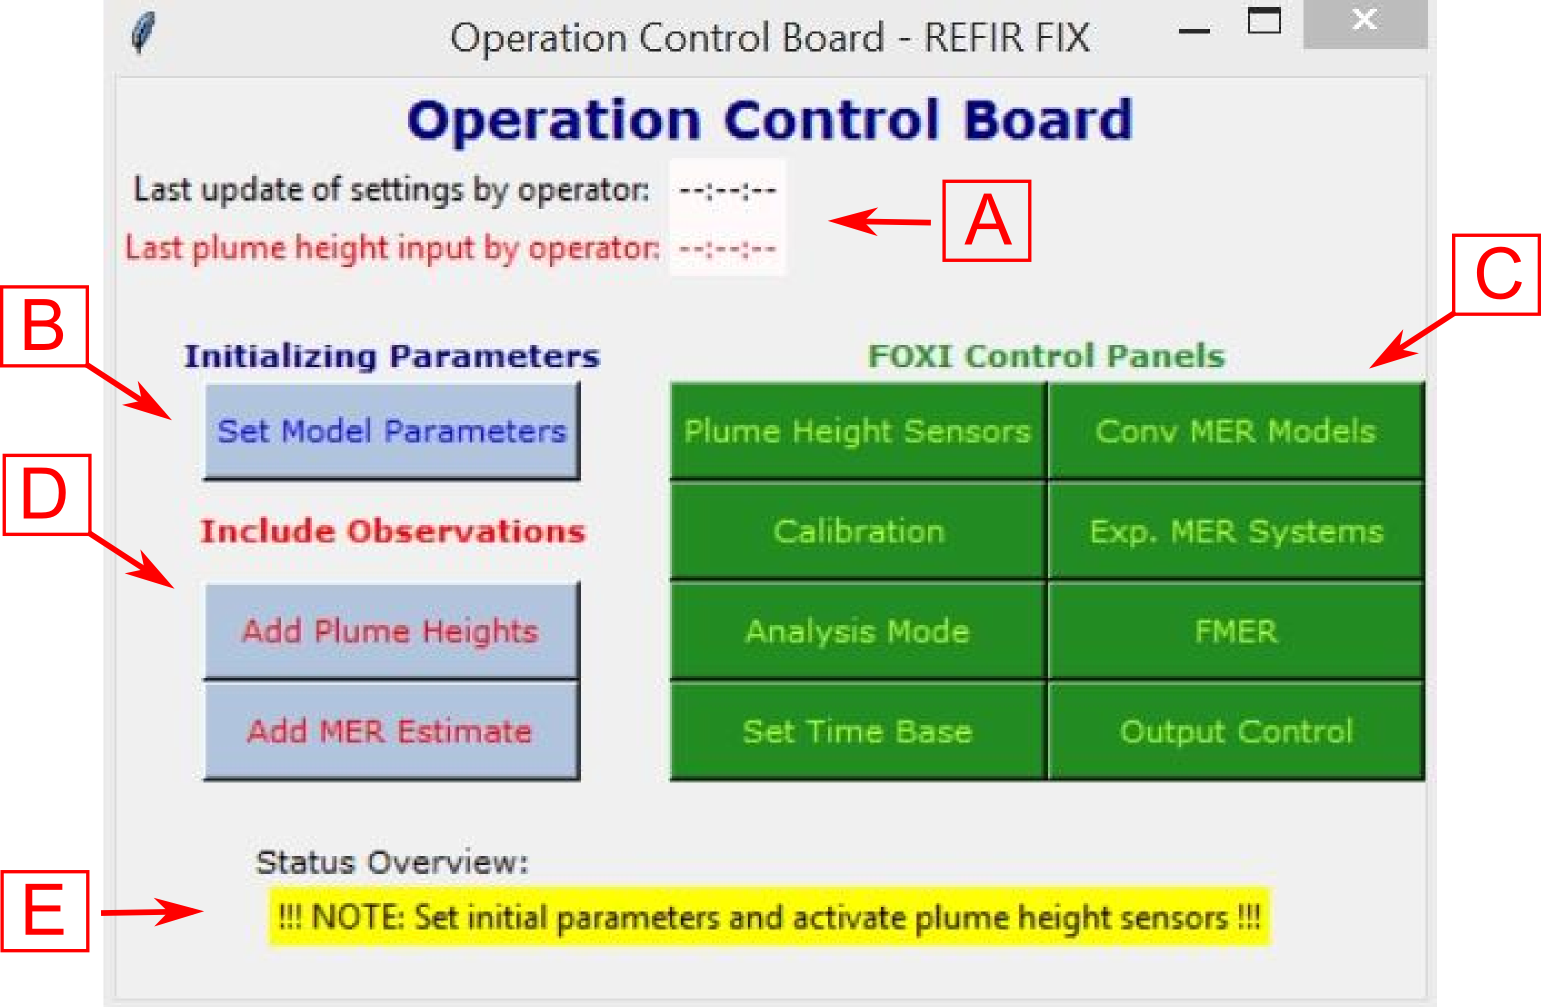 Operation Control Board - REFIR FIX
Operation Control Board
Last update of settings by operator: --:--:--
A
Last plume height input by operator: --:--:--
C
B
Initializing Parameters
FOXI Control Panels
Set Model Parameters
Plume Height Sensors
Conv MER Models
D
Include Observations
Calibration
Exp. MER Systems
Add Plume Heights
Analysis Mode
FMER
Add MER Estimate
Set Time Base
Output Control
Status Overview:
E
!!! NOTE: Set initial parameters and activate plume height sensors !!!